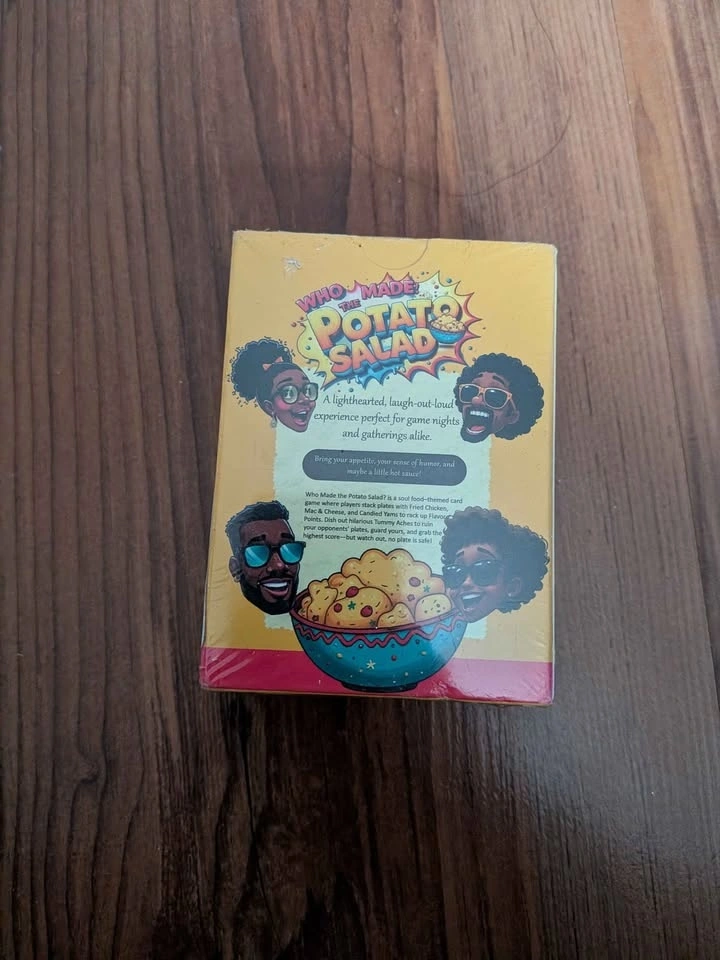 WHO MADE?
THE
POTATO
SALAD
A lighthearted, laugh-out-loud
experience perfect for game nights
and gatherings alike.
Bring your appetite, your sense of humor, and
maybe a little hot sauce!
Who Made the Potato Salad? is a soul food-themed card
game where players stack plates with Fried Chicken,
Mac & Cheese, and Candied Yams to rack up Flavor
Points. Dish out hilarious Tummy Aches to ruin
your opponents' plates, guard yours, and grab the
highest score—but watch out, no plate is safe!